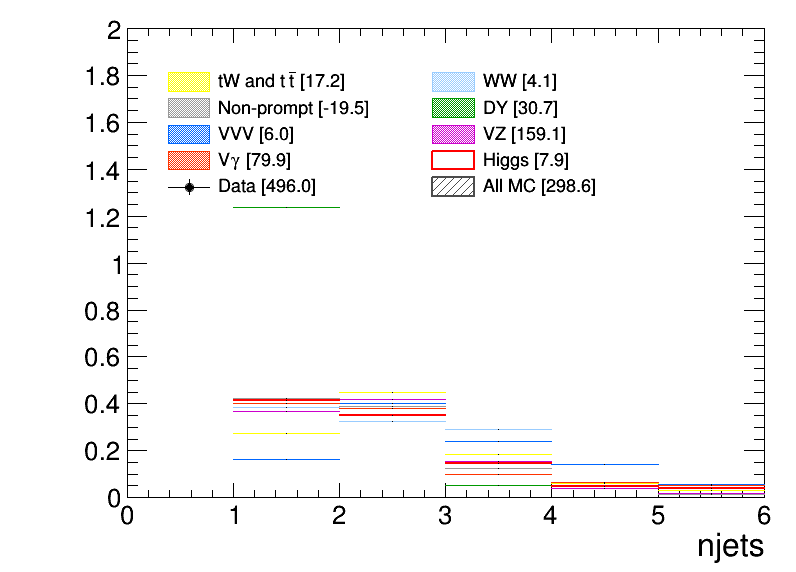 2
1.8
1.6
1.4
1.2
1
0.8
0.6
0.4
0.2
0
tW and t t̄ [17.2]
WW [4.1]
Non-prompt [-19.5]
DY [30.7]
VVV [6.0]
VZ [159.1]
Vγ [79.9]
Higgs [7.9]
Data [496.0]
All MC [298.6]
0 1 2 3 4 5 6
njets